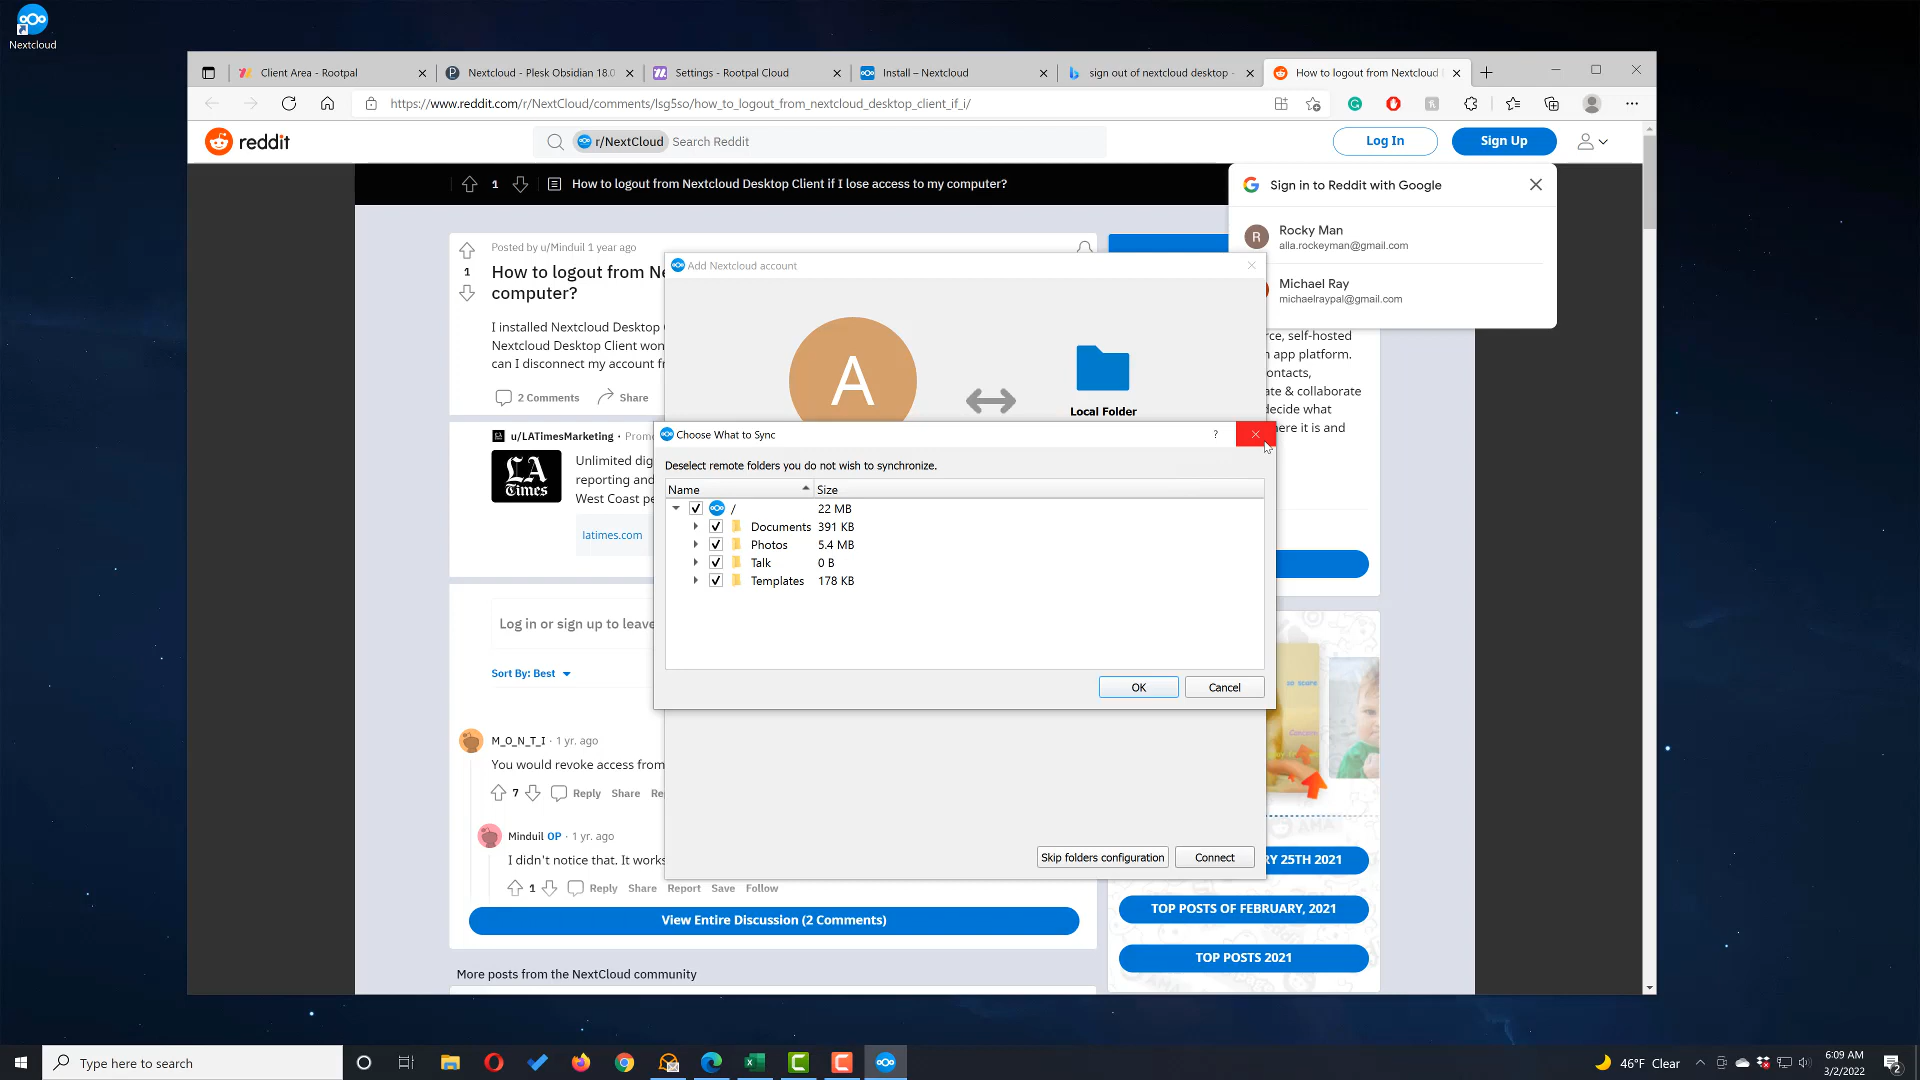 Nextcloud
Client Area - Rootpal
Nextcloud - Plesk Obsidian 18.0
Settings - Rootpal Cloud
Install – Nextcloud
sign out of nextcloud desktop -
How to logout from Nextcloud
https://www.reddit.com/r/NextCloud/comments/lsg5so/how_to_logout_from_nextcloud_desktop_client_if_i/
reddit
r/NextCloud Search Reddit
Log In
Sign Up
1
How to logout from Nextcloud Desktop Client if I lose access to my computer?
Sign in to Reddit with Google
R
Rocky Man
alla.rockeyman@gmail.com
Michael Ray
michaelraypal@gmail.com
Posted by u/Minduil 1 year ago
1
How to logout from Ne
computer?
I installed Nextcloud Desktop
Nextcloud Desktop Client won
can I disconnect my account f
2 Comments
Share
Add Nextcloud account
A
Local Folder
rce, self-hosted
app platform.
ontacts,
ate & collaborate
decide what
here it is and
u/LATimesMarketing · Promo
LA
Times
Unlimited dig
reporting and
West Coast pe
latimes.com
Choose What to Sync
?
Deselect remote folders you do not wish to synchronize.
Name Size
/ 22 MB
Documents 391 KB
Photos 5.4 MB
Talk 0 B
Templates 178 KB
OK
Cancel
Log in or sign up to leave
Sort By: Best
M_O_N_T_I · 1 yr. ago
You would revoke access from
7 Reply Share Re
Minduil OP · 1 yr. ago
I didn't notice that. It works
1 Reply Share Report Save Follow
Skip folders configuration
Connect
RY 25TH 2021
View Entire Discussion (2 Comments)
TOP POSTS OF FEBRUARY, 2021
TOP POSTS 2021
More posts from the NextCloud community
Type here to search
46°F Clear
6:09 AM
3/2/2022
2